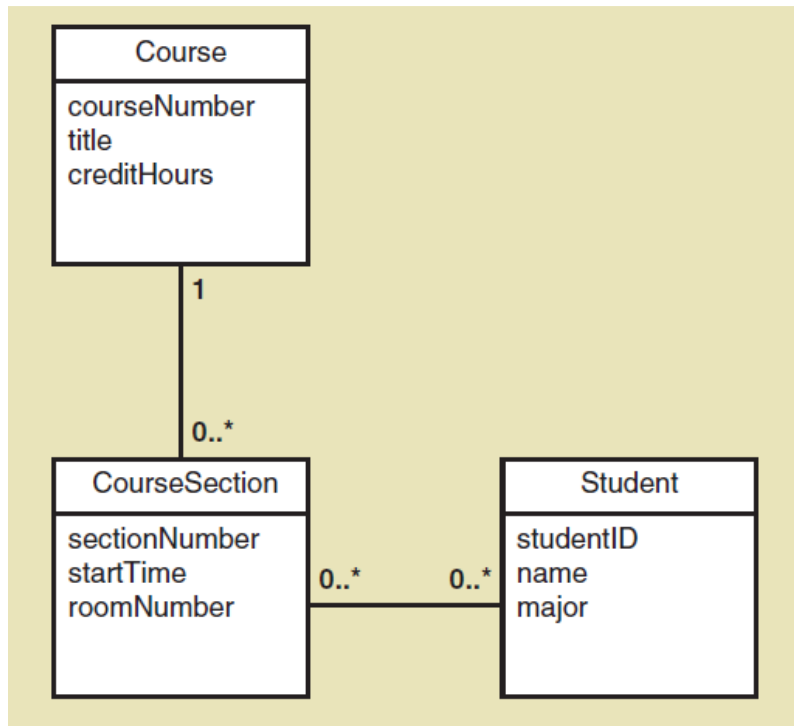 Course
courseNumber
title
creditHours
1
0..*
CourseSection
sectionNumber
startTime
roomNumber
0..*
0..*
Student
studentID
name
major